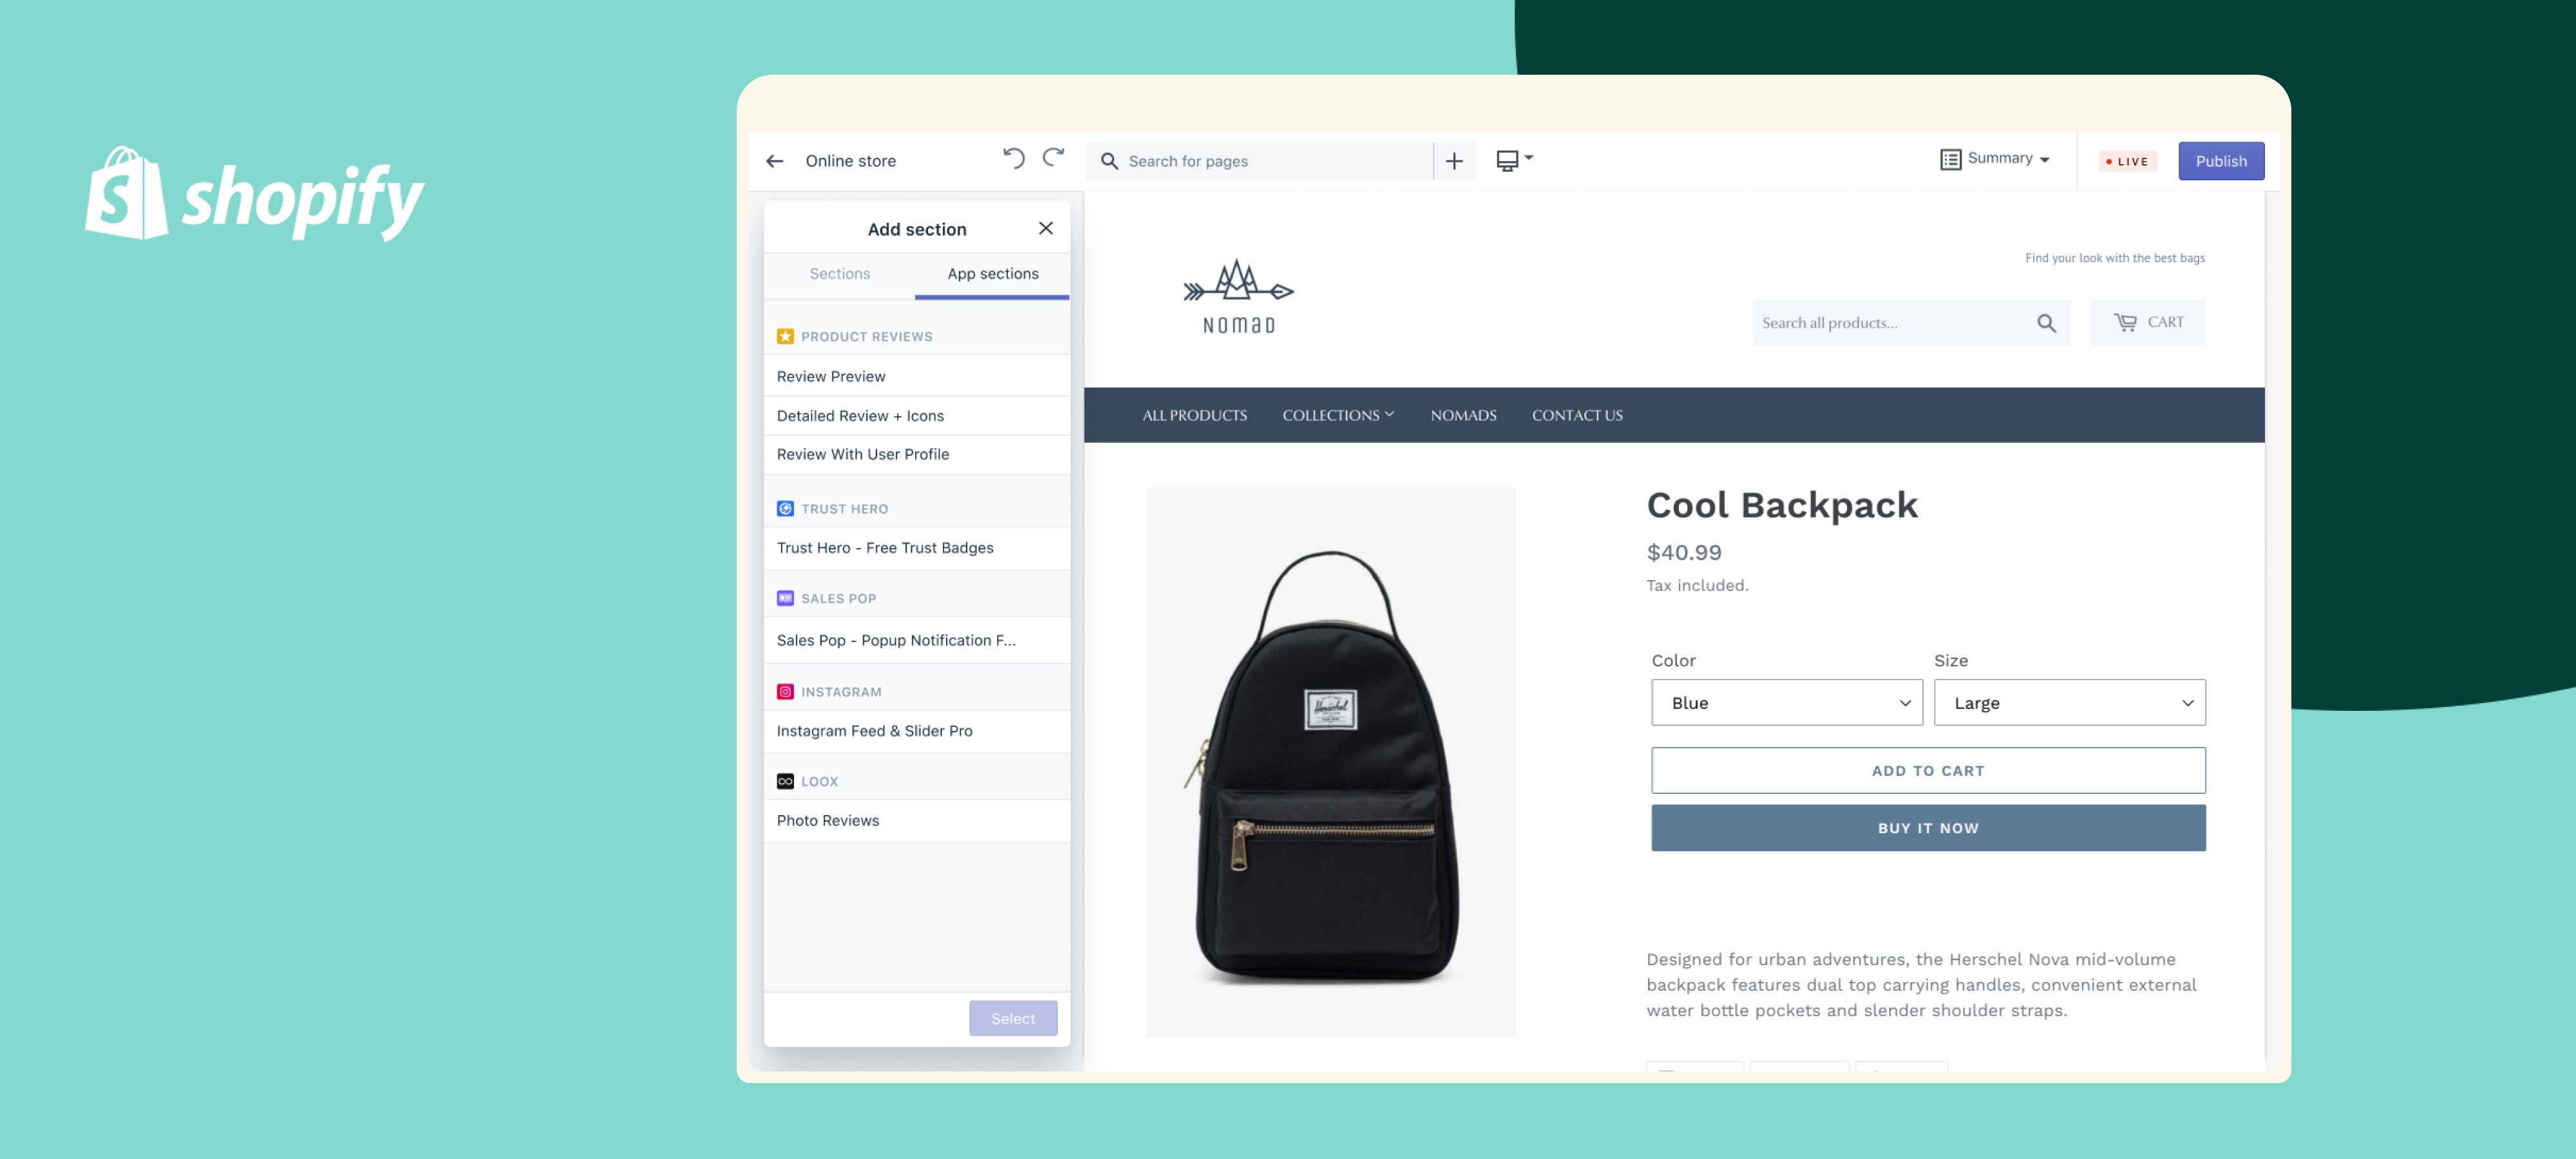 shopify
Online store
Search for pages
Summary
LIVE
Publish
Add section
Sections
App sections
PRODUCT REVIEWS
Review Preview
Detailed Review + Icons
Review With User Profile
TRUST HERO
Trust Hero - Free Trust Badges
SALES POP
Sales Pop - Popup Notification F...
INSTAGRAM
Instagram Feed & Slider Pro
LOOX
Photo Reviews
Select
NOMAD
Find your look with the best bags
Search all products...
CART
ALL PRODUCTS
COLLECTIONS
NOMADS
CONTACT US
Herschel
Cool Backpack
$40.99
Tax included.
Color
Size
Blue
Large
ADD TO CART
BUY IT NOW
Designed for urban adventures, the Herschel Nova mid-volume
backpack features dual top carrying handles, convenient external
water bottle pockets and slender shoulder straps.